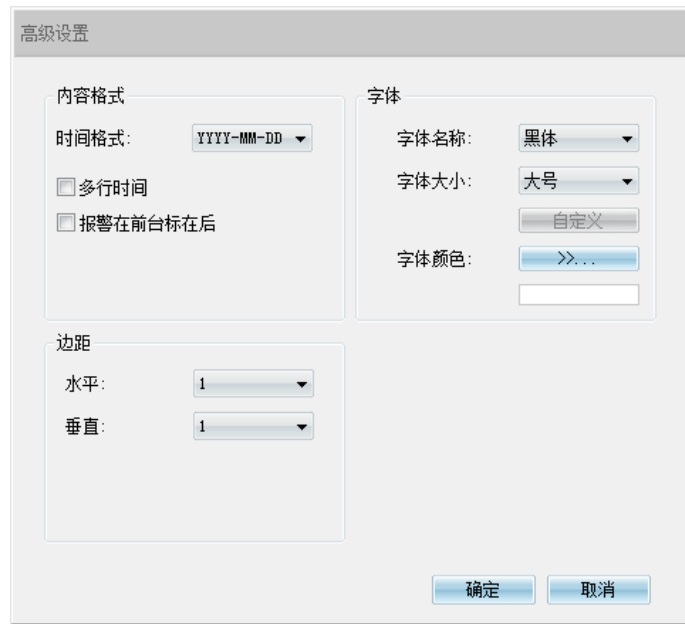 高级设置
内容格式
时间格式: YYYY-MM-DD
多行时间
报警在前台标在后
字体
字体名称: 黑体
字体大小: 大号
自定义
字体颜色: >>...
边距
水平: 1
垂直: 1
确定 取消